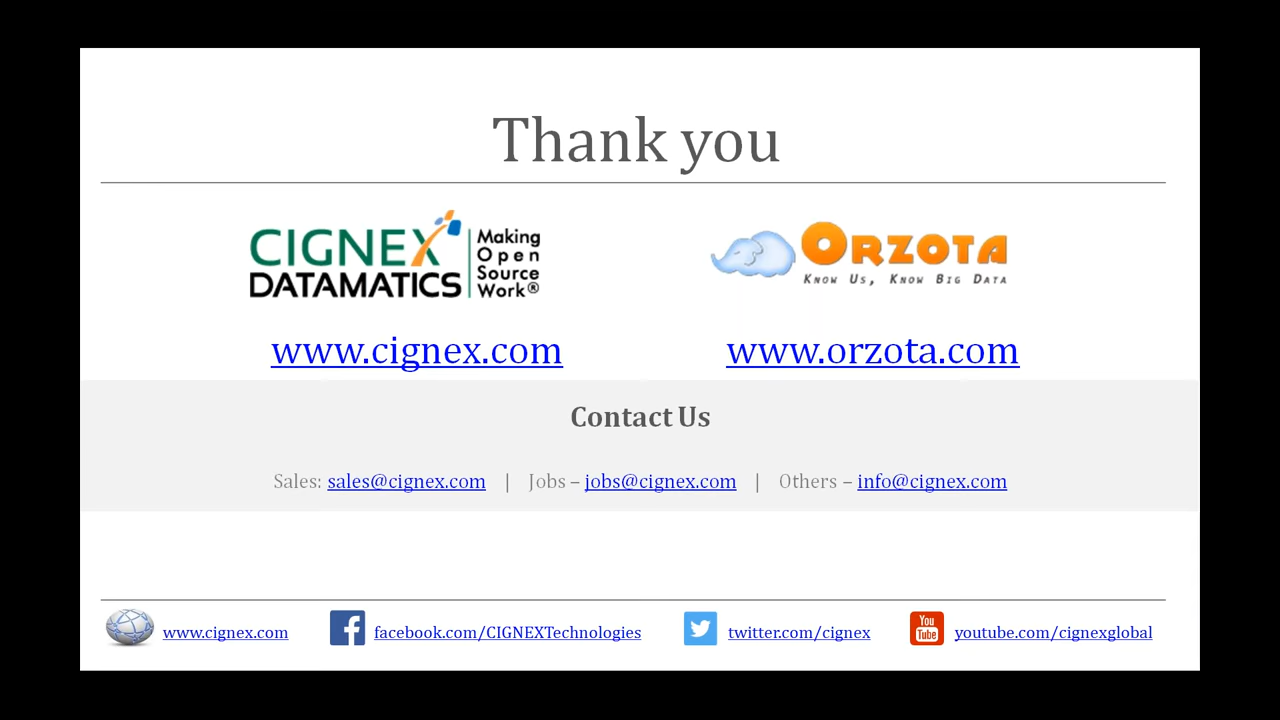 Thank you
CIGNEX DATAMATICS
Making
Open
Source
Work®
ORZOTA
KNOW US, KNOW BIG DATA
www.cignex.com
www.orzota.com
Contact Us
Sales: sales@cignex.com | Jobs – jobs@cignex.com | Others – info@cignex.com
www.cignex.com
facebook.com/CIGNEXTechnologies
twitter.com/cignex
You
Tube
youtube.com/cignexglobal